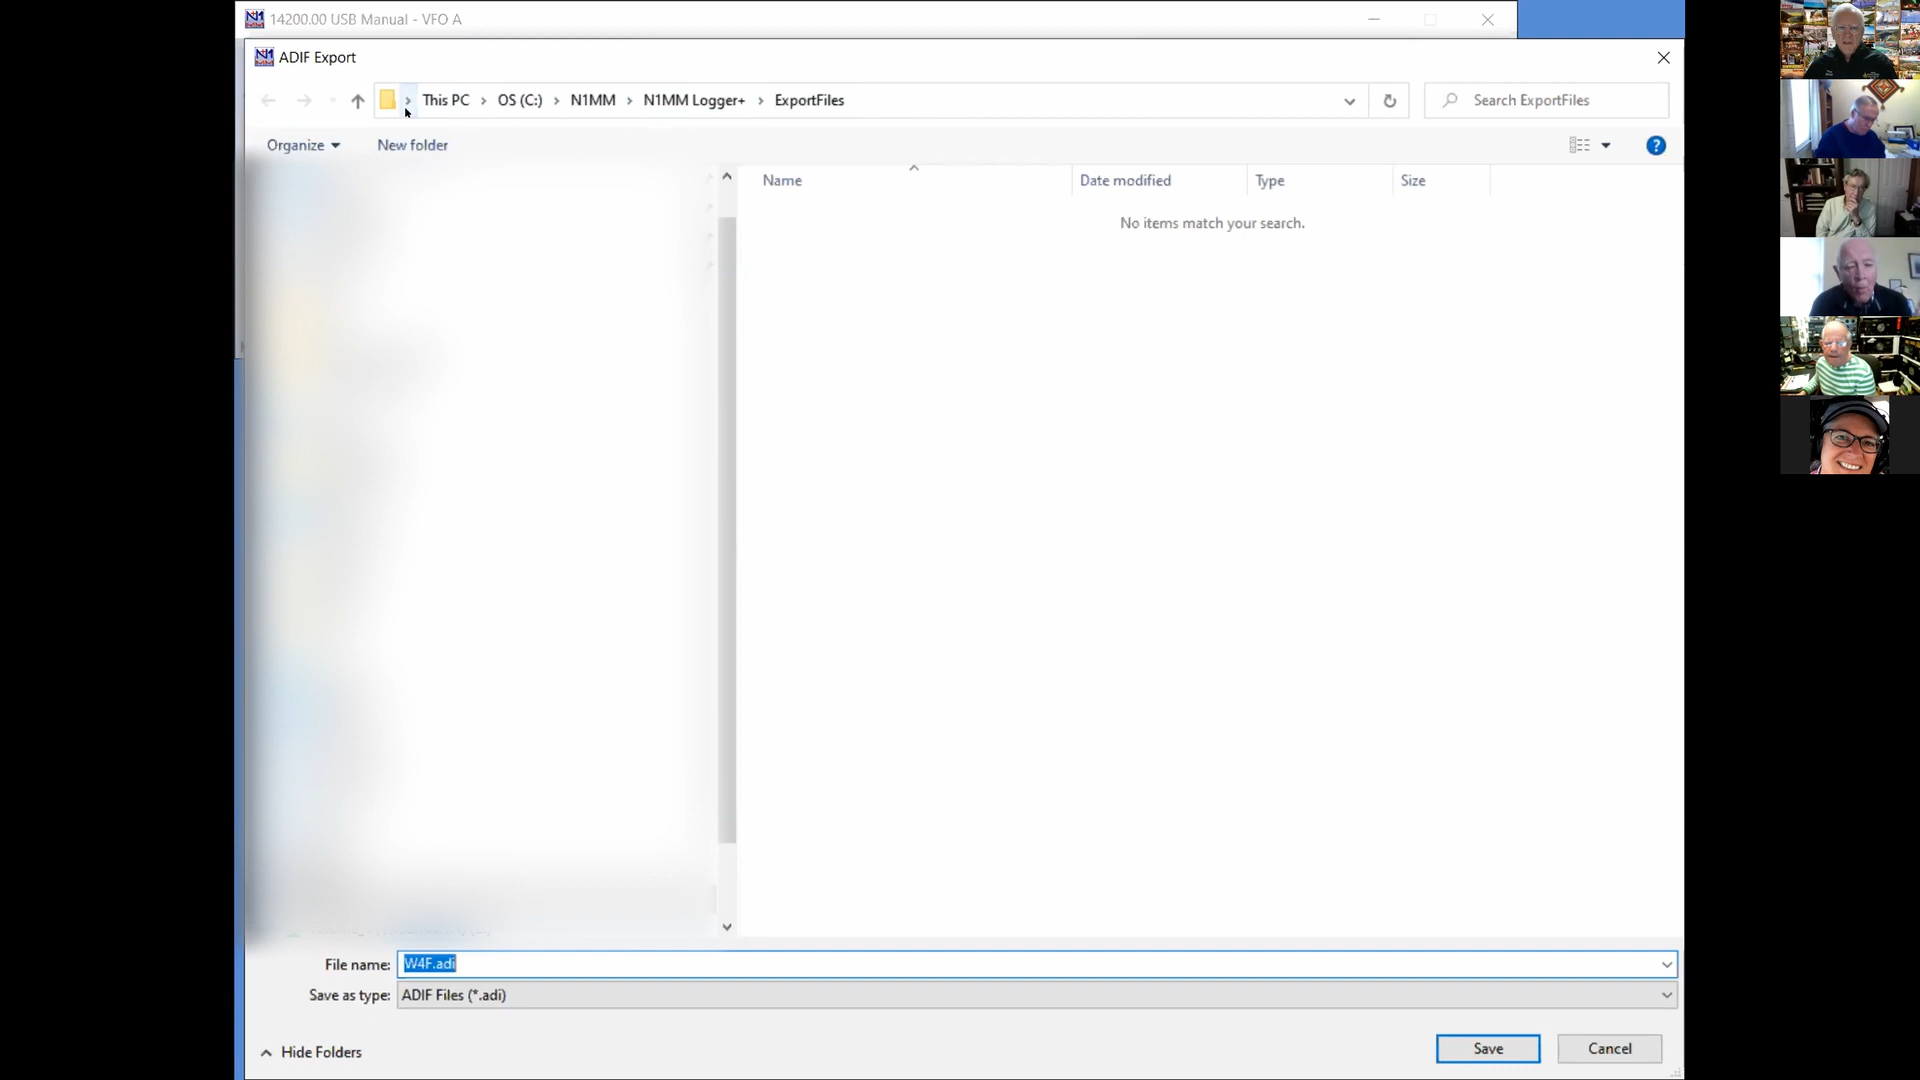 14200.00 USB Manual - VFO A
ADIF Export
This PC > OS (C:) > N1MM > N1MM Logger+ > ExportFiles
Search ExportFiles
Organize
New folder
Name
Date modified
Type
Size
No items match your search.
File name: W4F.adi
Save as type: ADIF Files (*.adi)
Hide Folders
Save
Cancel